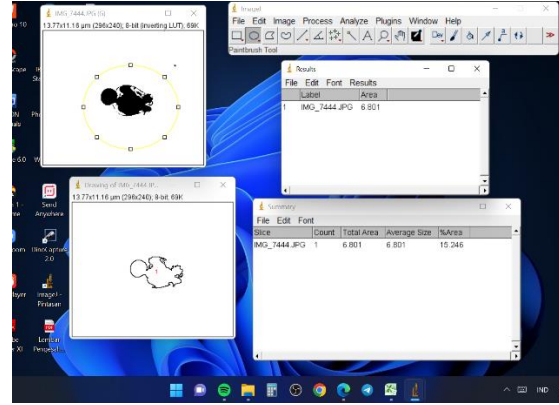 IMG_7444.JPG (G)
13.77x11.16 µm (296x240); 8-bit (inverting LUT); 69K
ImageJ
File Edit Image Process Analyze Plugins Window Help
Dev
Paintbrush Tool
Results
File Edit Font Results
Label Area
1 IMG_7444.JPG 6.801
Send
Anywhere
DinoCapture
2.0
ImageJ -
Pintasan
Lembar
Drawing of IMG_7444.JP...
13.77x11.16 µm (296x240); 8-bit; 69K
1
Summary
File Edit Font
Slice Count Total Area Average Size %Area
IMG_7444.JPG 1 6.801 6.801 15.246
IND